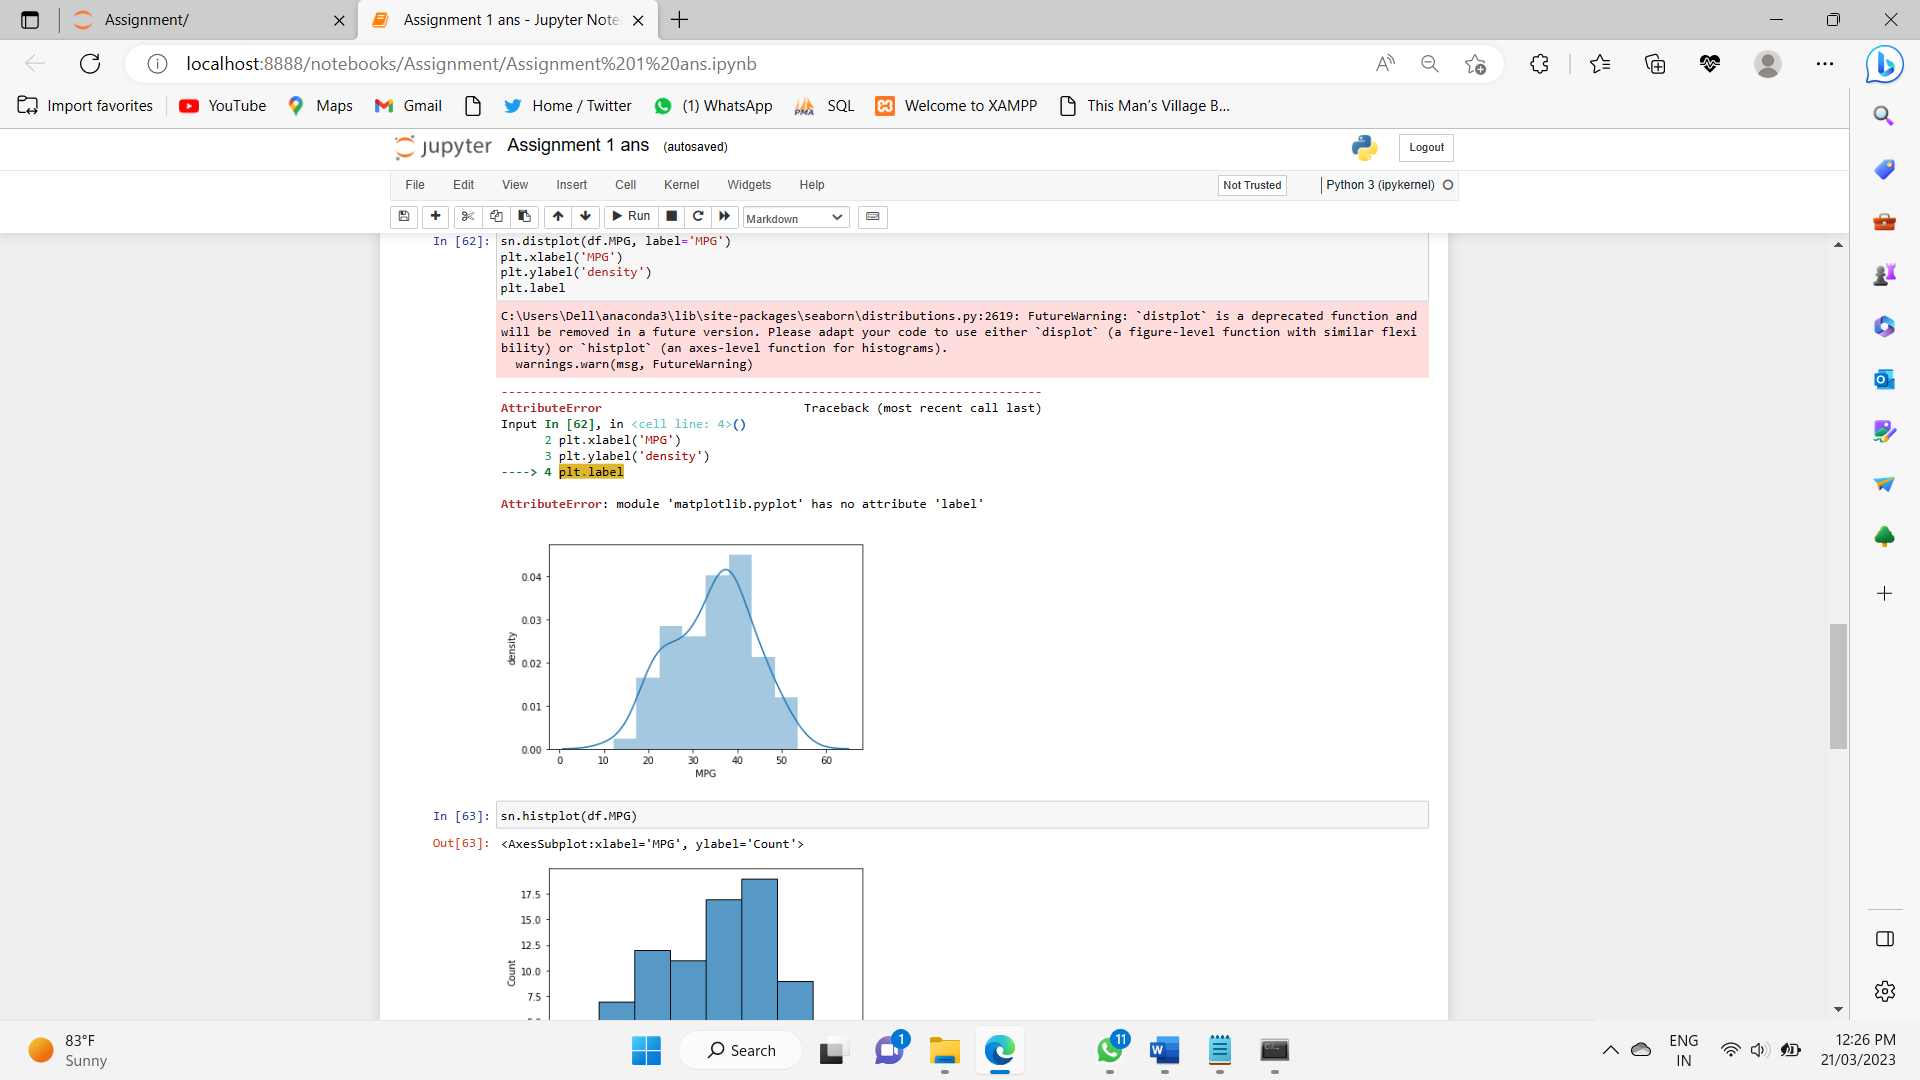 Assignment/
Assignment 1 ans - Jupyter Note
localhost:8888/notebooks/Assignment/Assignment%201%20ans.ipynb
Import favorites
YouTube
Maps
Gmail
Home / Twitter
(1) WhatsApp
SQL
Welcome to XAMPP
This Man's Village B...
jupyter Assignment 1 ans (autosaved)
Logout
File Edit View Insert Cell Kernel Widgets Help
Not Trusted
Python 3 (ipykernel)
Run
Markdown
In [62]: sn.distplot(df.MPG, label='MPG')
plt.xlabel('MPG')
plt.ylabel('density')
plt.label
C:\Users\Dell\anaconda3\lib\site-packages\seaborn\distributions.py:2619: FutureWarning: `distplot` is a deprecated function and
will be removed in a future version. Please adapt your code to use either `displot` (a figure-level function with similar flexi
bility) or `histplot` (an axes-level function for histograms).
warnings.warn(msg, FutureWarning)
---------------------------------------------------------------------------
AttributeError Traceback (most recent call last)
Input In [62], in <cell line: 4>()
2 plt.xlabel('MPG')
3 plt.ylabel('density')
----> 4 plt.label
AttributeError: module 'matplotlib.pyplot' has no attribute 'label'
0.04
0.03
0.02
0.01
0.00
density
0 10 20 30 40 50 60
MPG
In [63]: sn.histplot(df.MPG)
Out[63]: <AxesSubplot:xlabel='MPG', ylabel='Count'>
17.5
15.0
12.5
10.0
7.5
Count
83°F
Sunny
Search
1
11
ENG
IN
12:26 PM
21/03/2023